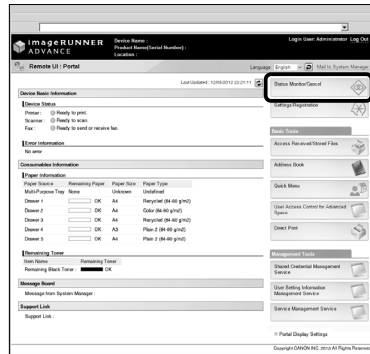 imageRUNNER
ADVANCE
Device Name :
Product Name(Serial Number) :
Location :
Login User: Administrator Log Out
Remote UI : Portal
Language: English Mail to System Manager
Last Updated : 12/05/2012 22:21:11
Device Basic Information
Device Status
Printer : Ready to print.
Scanner : Ready to scan.
Fax : Ready to send or receive fax.
Error Information
No error
Consumables Information
Paper Information
Paper Source Remaining Paper Paper Size Paper Type
Multi-Purpose Tray None Unknown Undefined
Drawer 1 OK A4 Recycled (64-80 g/m2)
Drawer 2 OK A4 Color (64-80 g/m2)
Drawer 3 OK A4 Recycled (64-80 g/m2)
Drawer 4 OK A3 Plain 2 (64-90 g/m2)
Drawer 5 OK A4 Plain 2 (64-90 g/m2)
Remaining Toner
Item Name Remaining Toner
Remaining Black Toner : OK
Message Board
Message from System Manager :
Support Link
Support Link :
Status Monitor/Cancel
Settings/Registration
Basic Tools
Access Received/Stored Files
Address Book
Quick Menu
User Access Control for Advanced
Space
Direct Print
Management Tools
Shared Credential Management
Service
User Setting Information
Management Service
Service Management Service
Portal Display Settings
Copyright CANON INC. 2012 All Rights Reserved